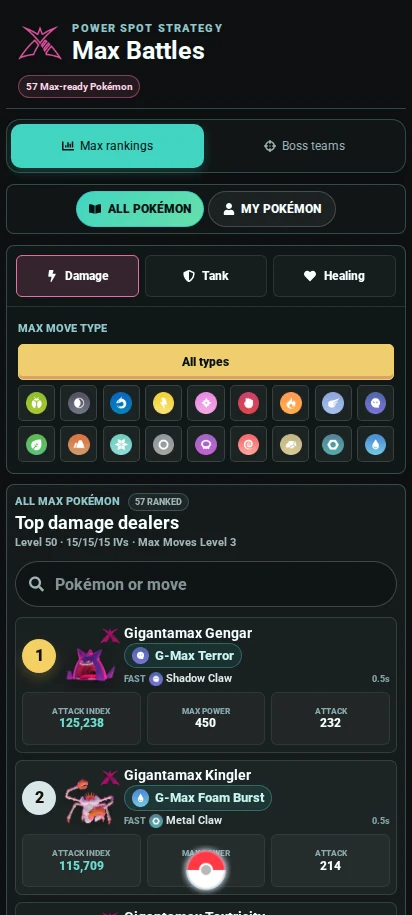 POWER SPOT STRATEGY
Max Battles
57 Max-ready Pokémon
Max rankings
Boss teams
ALL POKÉMON
MY POKÉMON
Damage
Tank
Healing
MAX MOVE TYPE
All types
ALL MAX POKÉMON
57 RANKED
Top damage dealers
Level 50 · 15/15/15 IVs · Max Moves Level 3
Pokémon or move
1
Gigantamax Gengar
G-Max Terror
FAST Shadow Claw 0.5s
ATTACK INDEX MAX POWER ATTACK
125,238 450 232
2
Gigantamax Kingler
G-Max Foam Burst
FAST Metal Claw 0.5s
ATTACK INDEX ATTACK
115,709 214